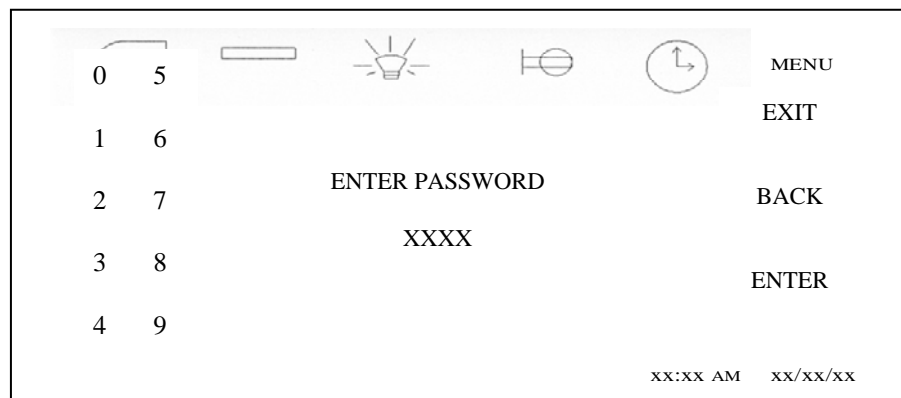 MENU
0 5
EXIT
1 6
ENTER PASSWORD
2 7
BACK
XXXX
3 8
ENTER
4 9
xx:xx AM xx/xx/xx